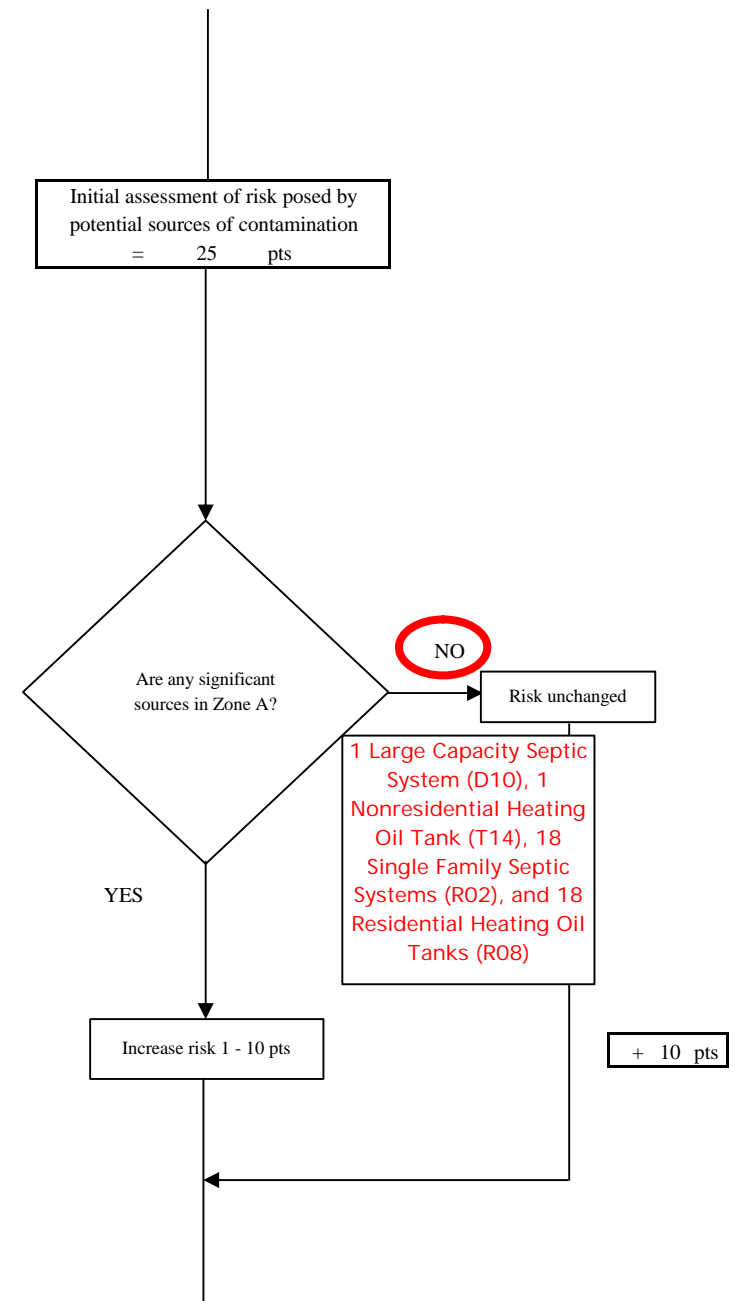 Initial assessment of risk posed by
potential sources of contamination
= 25 pts
Are any significant
sources in Zone A?
NO
Risk unchanged
1 Large Capacity Septic
System (D10), 1
Nonresidential Heating
Oil Tank (T14), 18
Single Family Septic
Systems (R02), and 18
Residential Heating Oil
Tanks (R08)
YES
Increase risk 1 - 10 pts
+ 10 pts